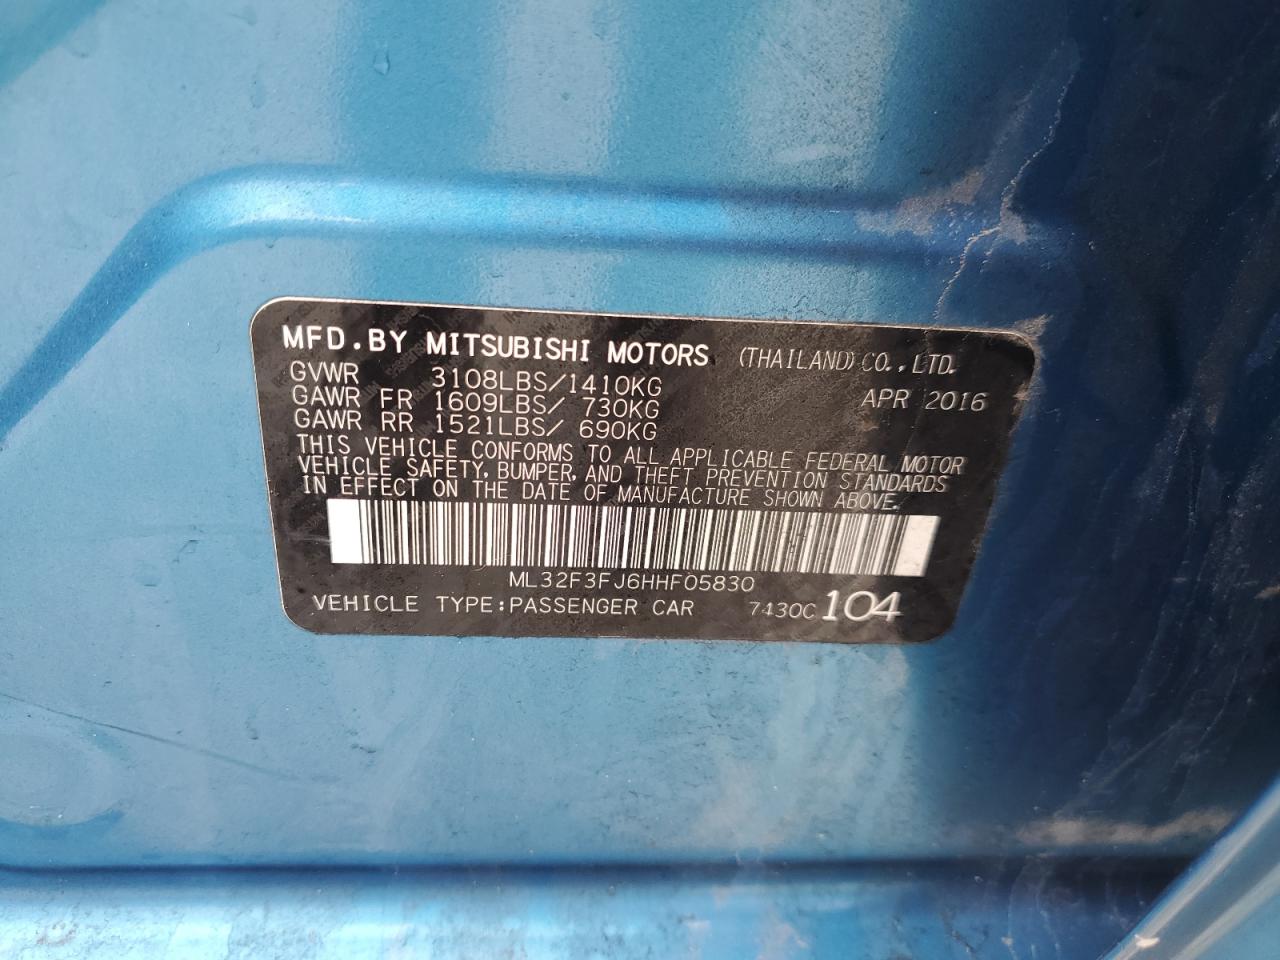 MFD.BY MITSUBISHI MOTORS (THAILAND) CO.,LTD.
GVWR 3108LBS/1410KG
APR 2016
GAWR FR 1609LBS/ 730KG
GAWR RR 1521LBS/ 690KG
THIS VEHICLE CONFORMS TO ALL APPLICABLE FEDERAL MOTOR
VEHICLE SAFETY, BUMPER, AND THEFT PREVENTION STANDARDS
IN EFFECT ON THE DATE OF MANUFACTURE SHOWN ABOVE.
ML32F3FJ6HHF05830
VEHICLE TYPE:PASSENGER CAR 7430C 104